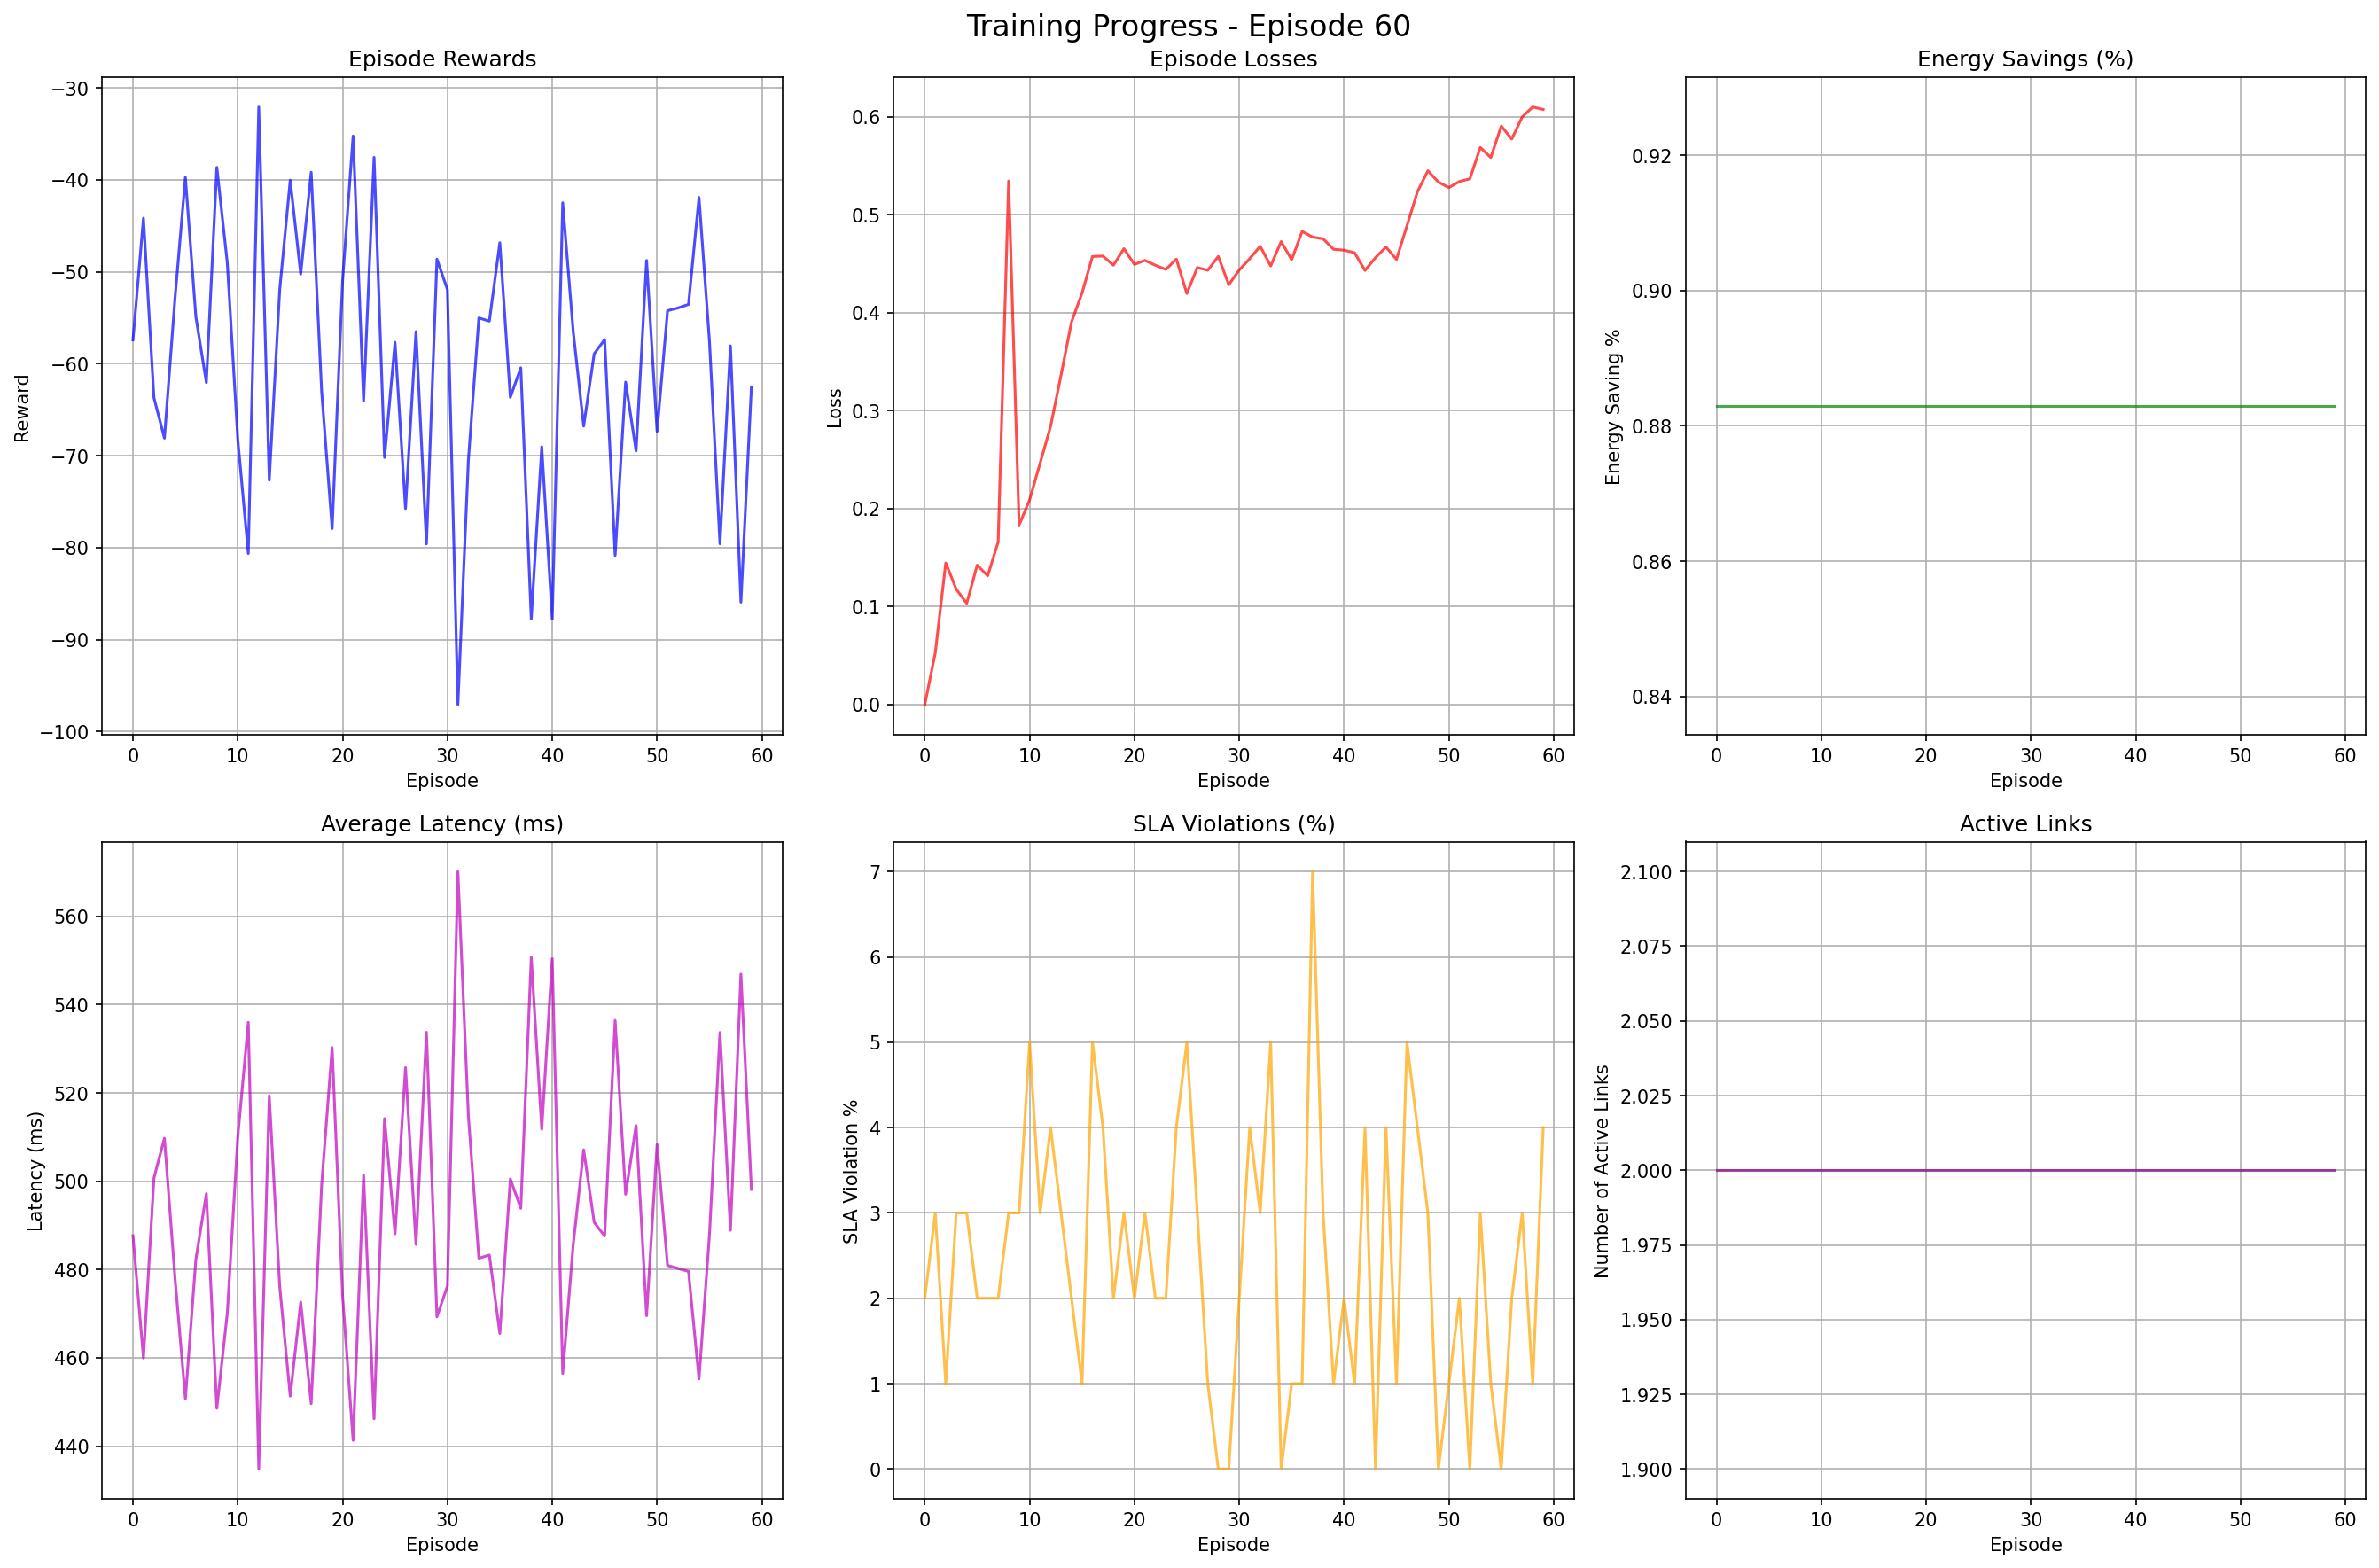 Training Progress - Episode 60
Episode Rewards
−30
−40
−50
−60
−70
−80
−90
−100
Reward
0 10 20 30 40 50 60
Episode
Episode Losses
0.6
0.5
0.4
0.3
0.2
0.1
0.0
Loss
0 10 20 30 40 50 60
Episode
Energy Savings (%)
0.92
0.90
0.88
0.86
0.84
Energy Saving %
0 10 20 30 40 50 60
Episode
Average Latency (ms)
560
540
520
500
480
460
440
Latency (ms)
0 10 20 30 40 50 60
Episode
SLA Violations (%)
7
6
5
4
3
2
1
0
SLA Violation %
0 10 20 30 40 50 60
Episode
Active Links
2.100
2.075
2.050
2.025
2.000
1.975
1.950
1.925
1.900
Number of Active Links
0 10 20 30 40 50 60
Episode